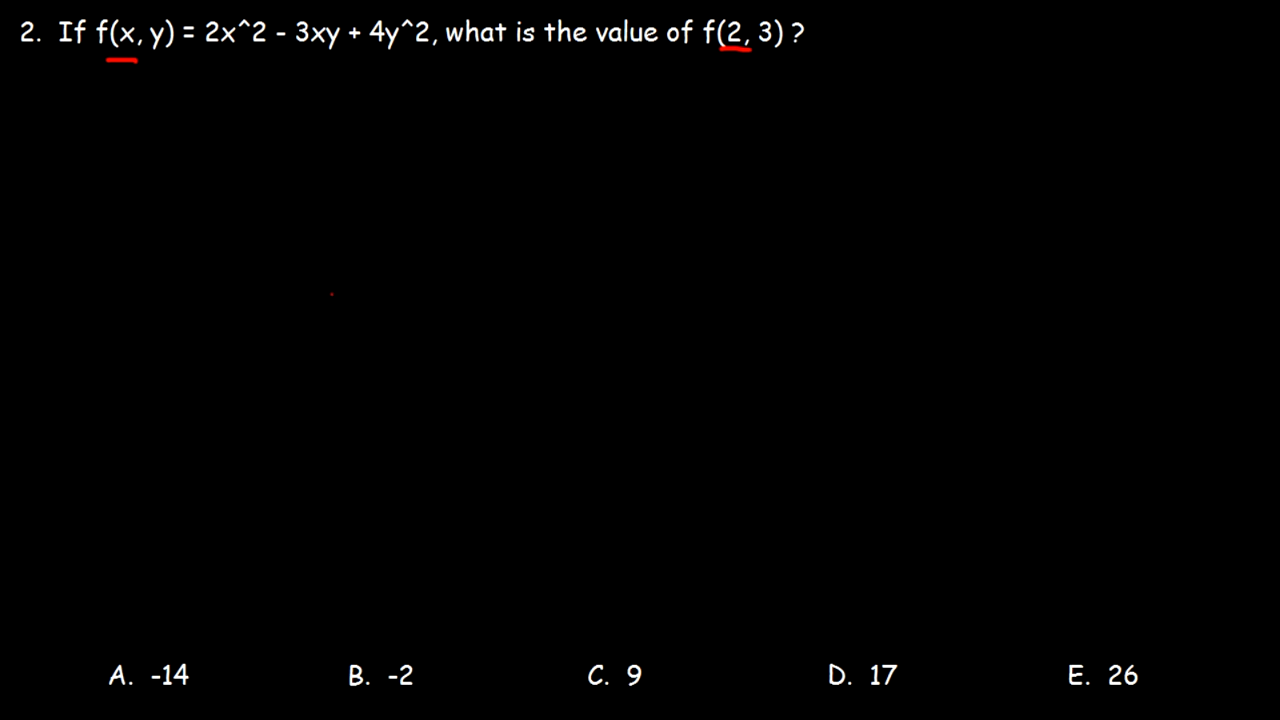 2. If f(x, y) = 2x^2 - 3xy + 4y^2, what is the value of f(2, 3) ?
A. -14 B. -2 C. 9 D. 17 E. 26